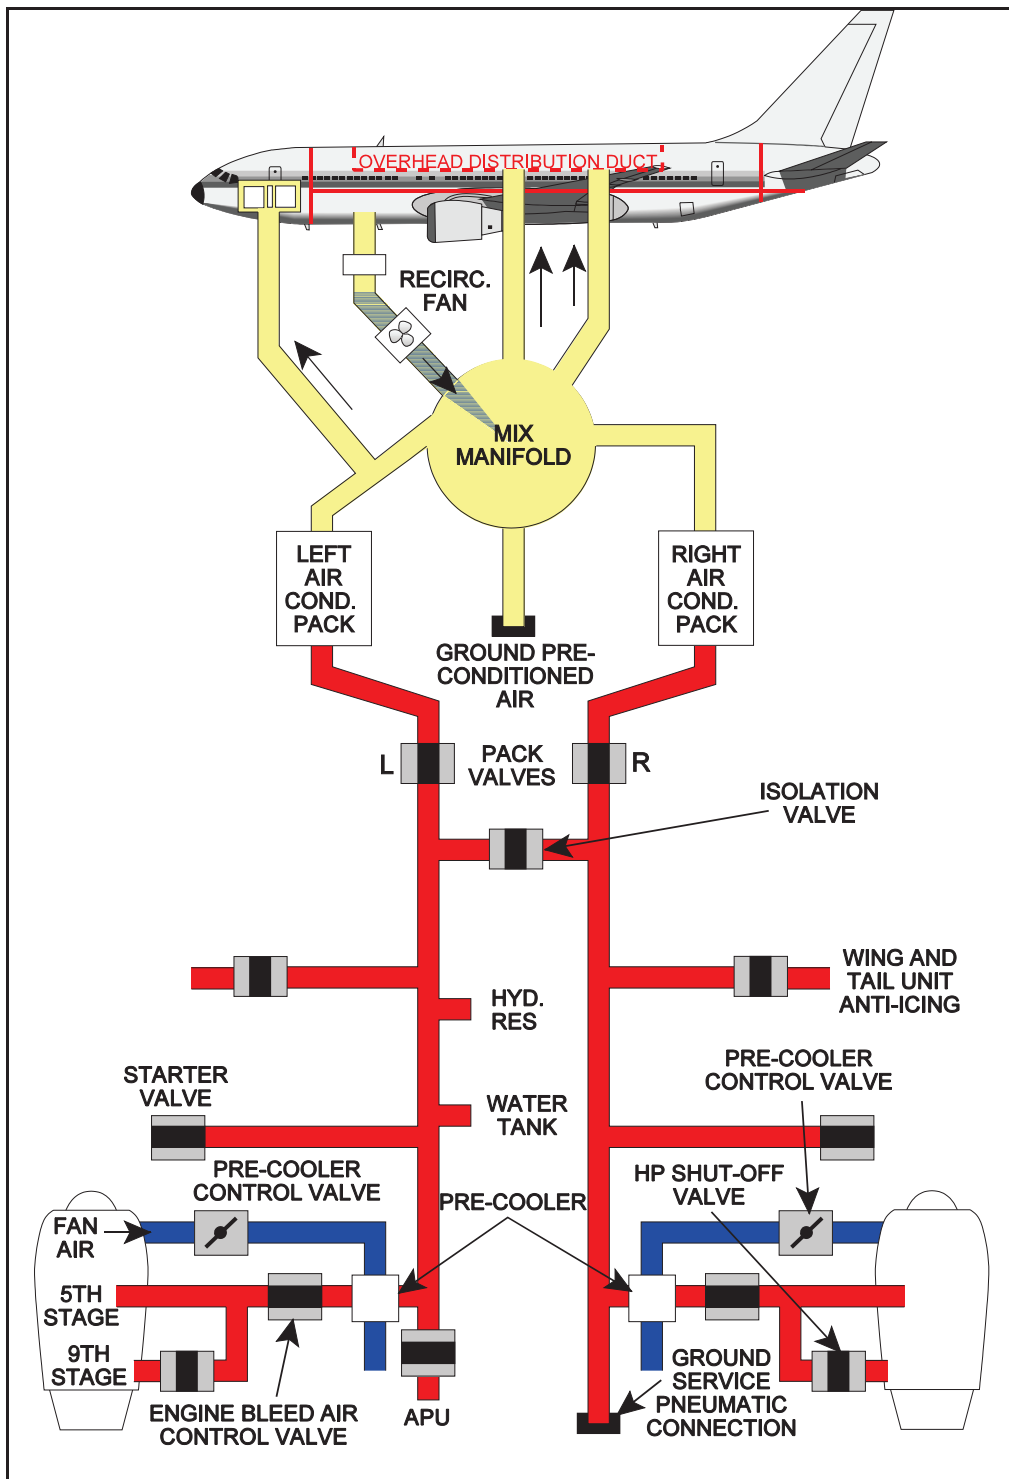 OVERHEAD DISTRIBUTION DUCT
RECIRC.
FAN
MIX
MANIFOLD
LEFT
AIR
COND.
PACK
RIGHT
AIR
COND.
PACK
GROUND PRE-
CONDITIONED
AIR
L
PACK
VALVES
R
ISOLATION
VALVE
WING AND
TAIL UNIT
ANTI-ICING
HYD.
RES
STARTER
VALVE
WATER
TANK
PRE-COOLER
CONTROL VALVE
PRE-COOLER
CONTROL VALVE
PRE-COOLER
HP SHUT-OFF
VALVE
FAN
AIR
5TH
STAGE
9TH
STAGE
ENGINE BLEED AIR
CONTROL VALVE
APU
GROUND
SERVICE
PNEUMATIC
CONNECTION